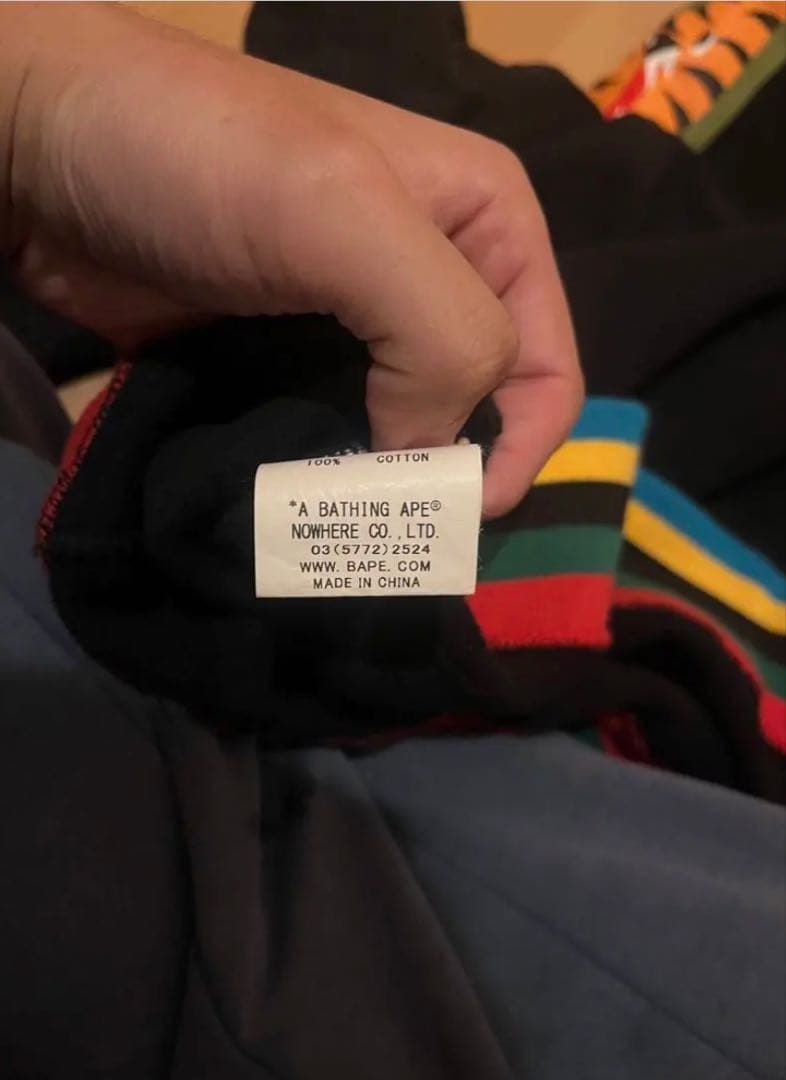 100% COTTON
*A BATHING APE®
NOWHERE CO.,LTD.
03(5772)2524
WWW. BAPE. COM
MADE IN CHINA